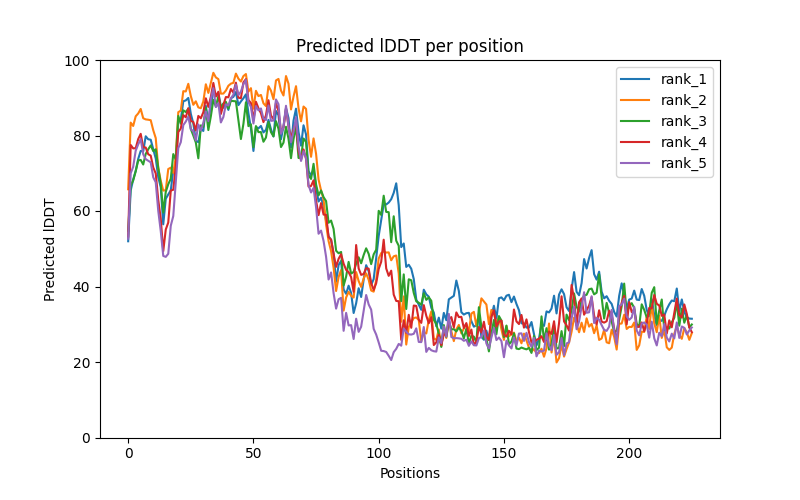 Predicted lDDT per position
100
80
60
40
20
0
Predicted lDDT
0 50 100 150 200
Positions
rank_1
rank_2
rank_3
rank_4
rank_5